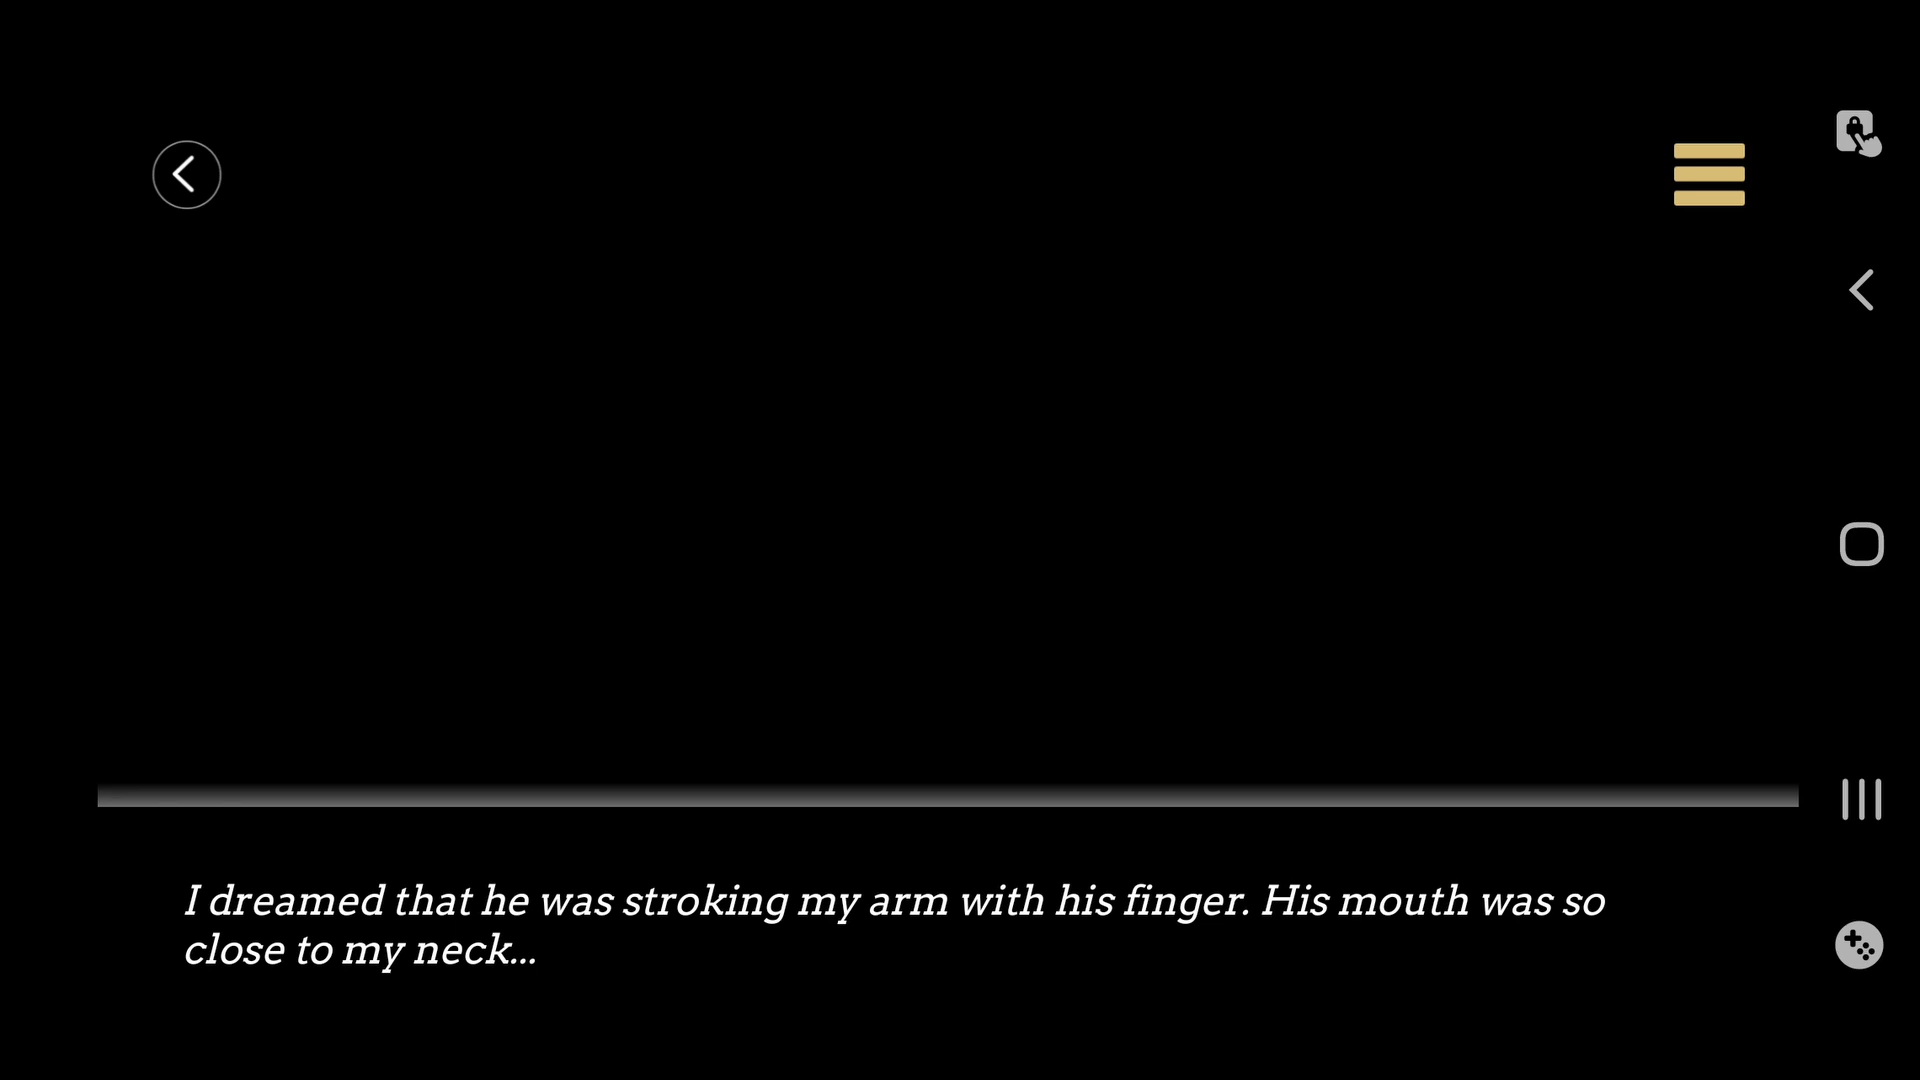 I dreamed that he was stroking my arm with his finger. His mouth was so
close to my neck...